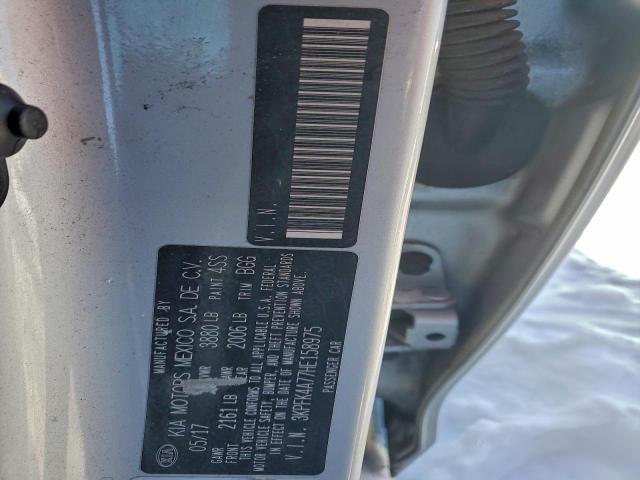 V.I.N.
MANUFACTURED BY
KIA MOTORS MEXICO S.A. DE C.V.
05/17 GVWR 3880 LB PAINT 4SS
GAWR FRONT 2161 LB GAWR REAR 2006 LB TRIM BGG
THIS VEHICLE CONFORMS TO ALL APPLICABLE U.S.A. FEDERAL
MOTOR VEHICLE SAFETY, BUMPER, AND THEFT PREVENTION STANDARDS
IN EFFECT ON THE DATE OF MANUFACTURE SHOWN ABOVE.
V.I.N. 3KPFK4A77HE158975
PASSENGER CAR
KIA